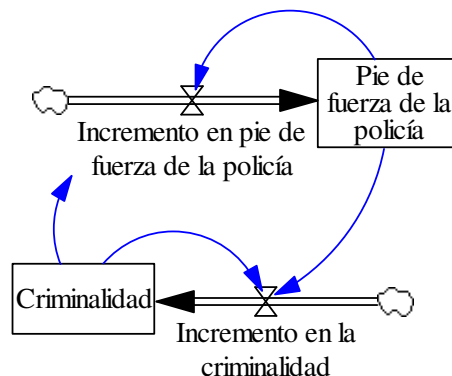 Pie de
fuerza de la
policía
Incremento en pie de
fuerza de la policía
Criminalidad
Incremento en la
criminalidad